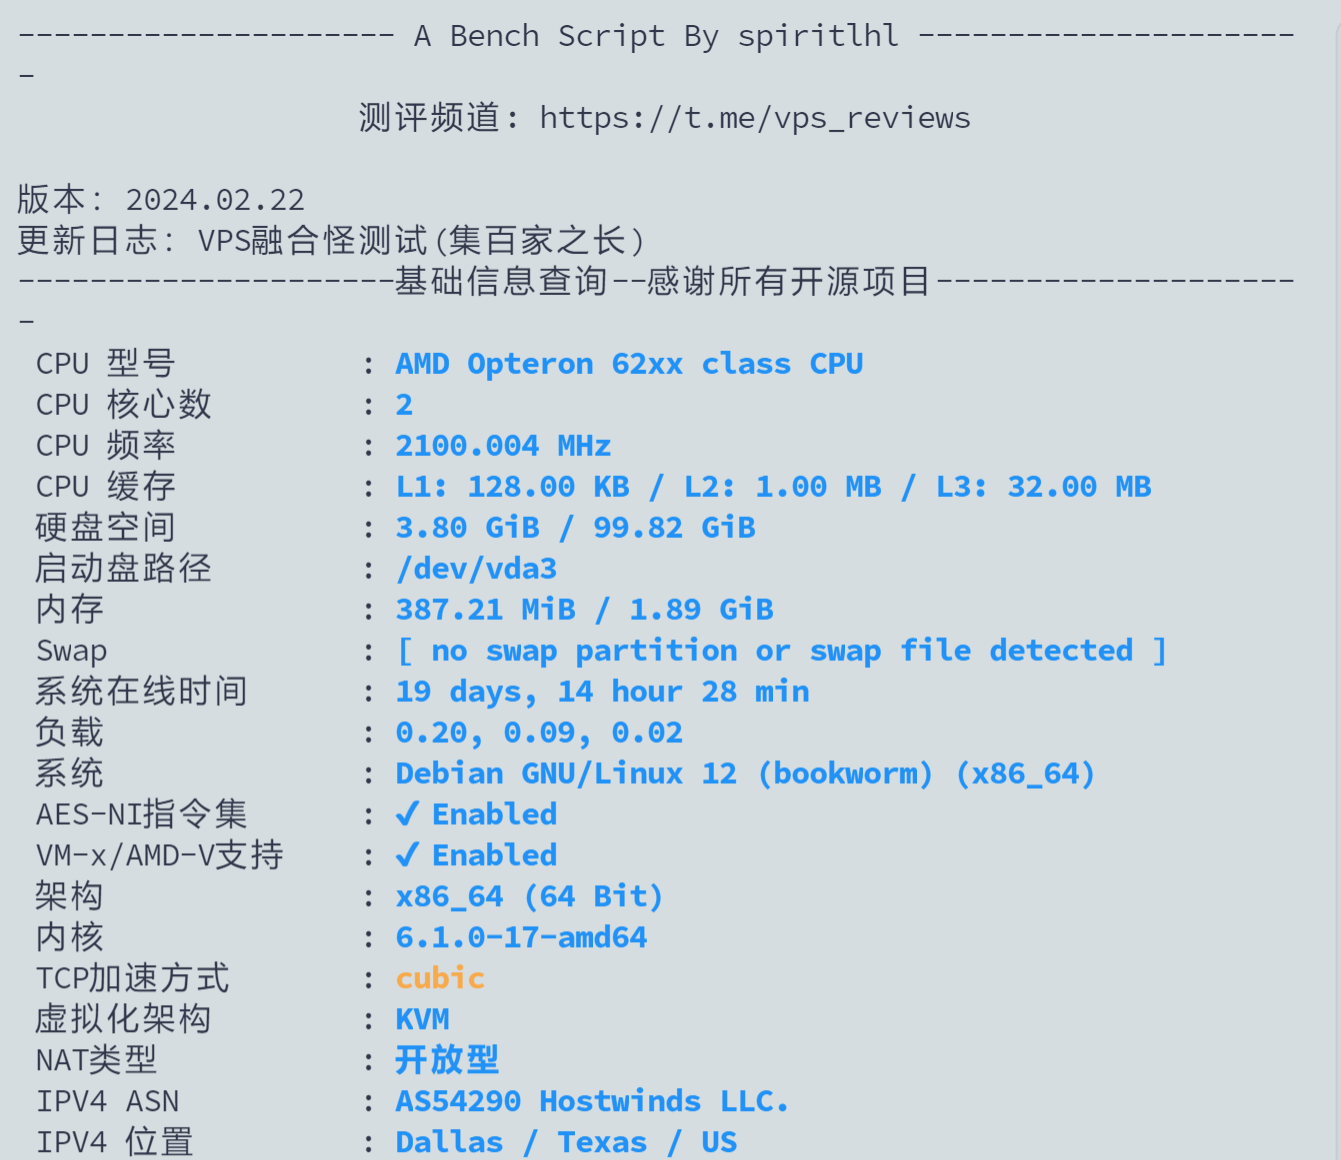 --------------------- A Bench Script By spiritlhl ---------------------
-
测评频道: https://t.me/vps_reviews
版本: 2024.02.22
更新日志: VPS融合怪测试(集百家之长)
---------------------基础信息查询--感谢所有开源项目--------------------
-
CPU 型号 : AMD Opteron 62xx class CPU
CPU 核心数 : 2
CPU 频率 : 2100.004 MHz
CPU 缓存 : L1: 128.00 KB / L2: 1.00 MB / L3: 32.00 MB
硬盘空间 : 3.80 GiB / 99.82 GiB
启动盘路径 : /dev/vda3
内存 : 387.21 MiB / 1.89 GiB
Swap : [ no swap partition or swap file detected ]
系统在线时间 : 19 days, 14 hour 28 min
负载 : 0.20, 0.09, 0.02
系统 : Debian GNU/Linux 12 (bookworm) (x86_64)
AES-NI指令集 : ✔ Enabled
VM-x/AMD-V支持 : ✔ Enabled
架构 : x86_64 (64 Bit)
内核 : 6.1.0-17-amd64
TCP加速方式 : cubic
虚拟化架构 : KVM
NAT类型 : 开放型
IPV4 ASN : AS54290 Hostwinds LLC.
IPV4 位置 : Dallas / Texas / US